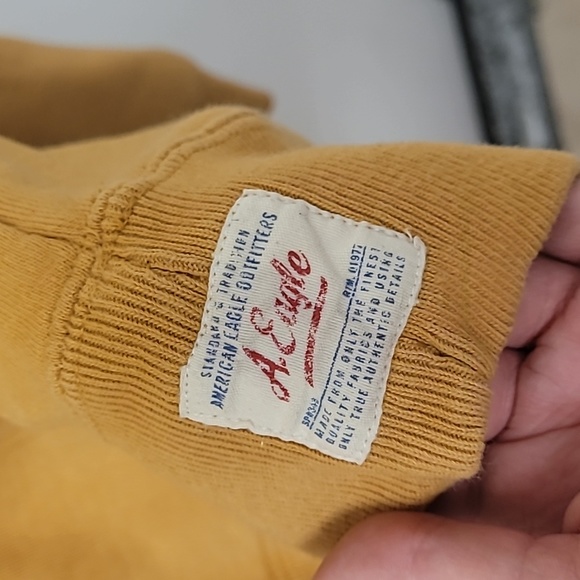 STANDARD & TRADITION
AMERICAN EAGLE OUTFITTERS
A. Eagle
RTM. ©1977
MADE FROM ONLY THE FINEST
QUALITY FABRICS AND USING
ONLY TRUE AUTHENTIC DETAILS